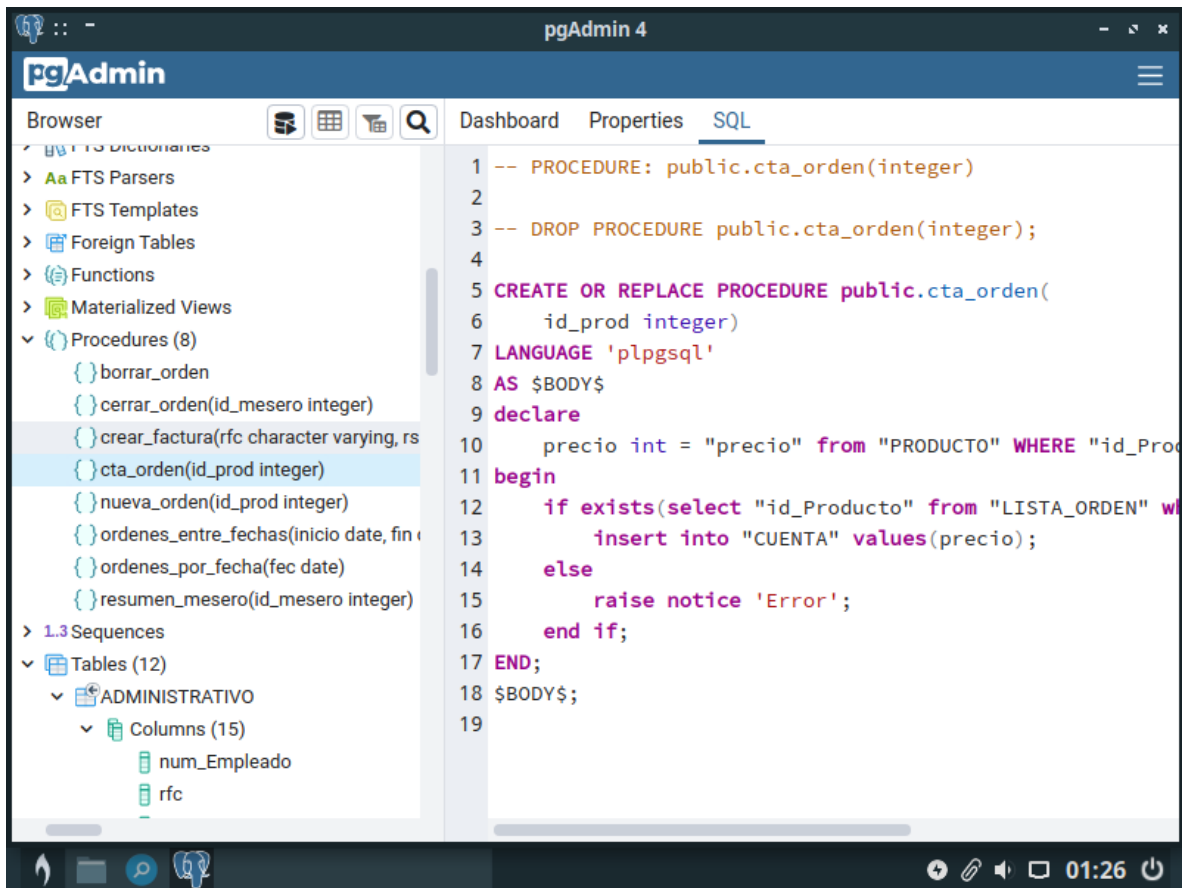 pgAdmin 4
pgAdmin
Browser
Dashboard Properties SQL
FTS Dictionaries
Aa FTS Parsers
FTS Templates
Foreign Tables
Functions
Materialized Views
Procedures (8)
borrar_orden
cerrar_orden(id_mesero integer)
crear_factura(rfc character varying, rs
cta_orden(id_prod integer)
nueva_orden(id_prod integer)
ordenes_entre_fechas(inicio date, fin
ordenes_por_fecha(fec date)
resumen_mesero(id_mesero integer)
1..3 Sequences
Tables (12)
ADMINISTRATIVO
Columns (15)
num_Empleado
rfc
1 -- PROCEDURE: public.cta_orden(integer)
2
3 -- DROP PROCEDURE public.cta_orden(integer);
4
5 CREATE OR REPLACE PROCEDURE public.cta_orden(
6 id_prod integer)
7 LANGUAGE 'plpgsql'
8 AS $BODY$
9 declare
10 precio int = "precio" from "PRODUCTO" WHERE "id_Prod
11 begin
12 if exists(select "id_Producto" from "LISTA_ORDEN" wh
13 insert into "CUENTA" values(precio);
14 else
15 raise notice 'Error';
16 end if;
17 END;
18 $BODY$;
19
01:26